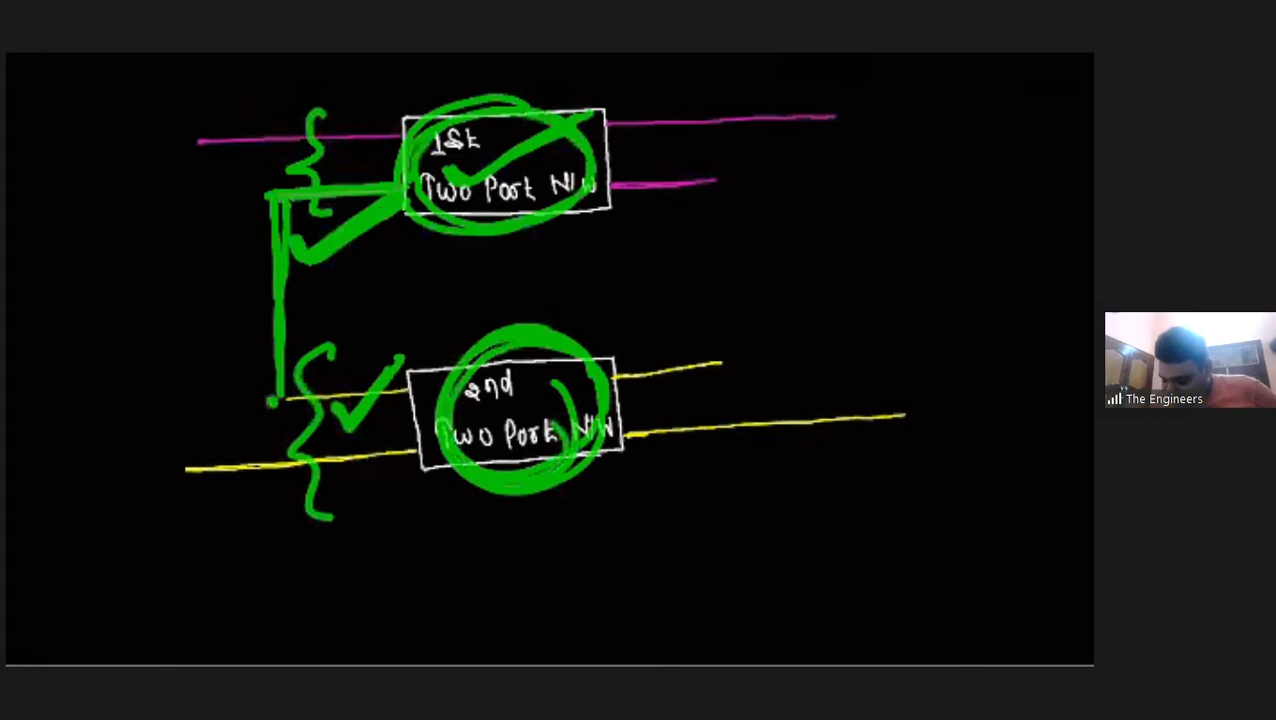 1st
Two Port N/W
2nd
Two Port N/W
The Engineers